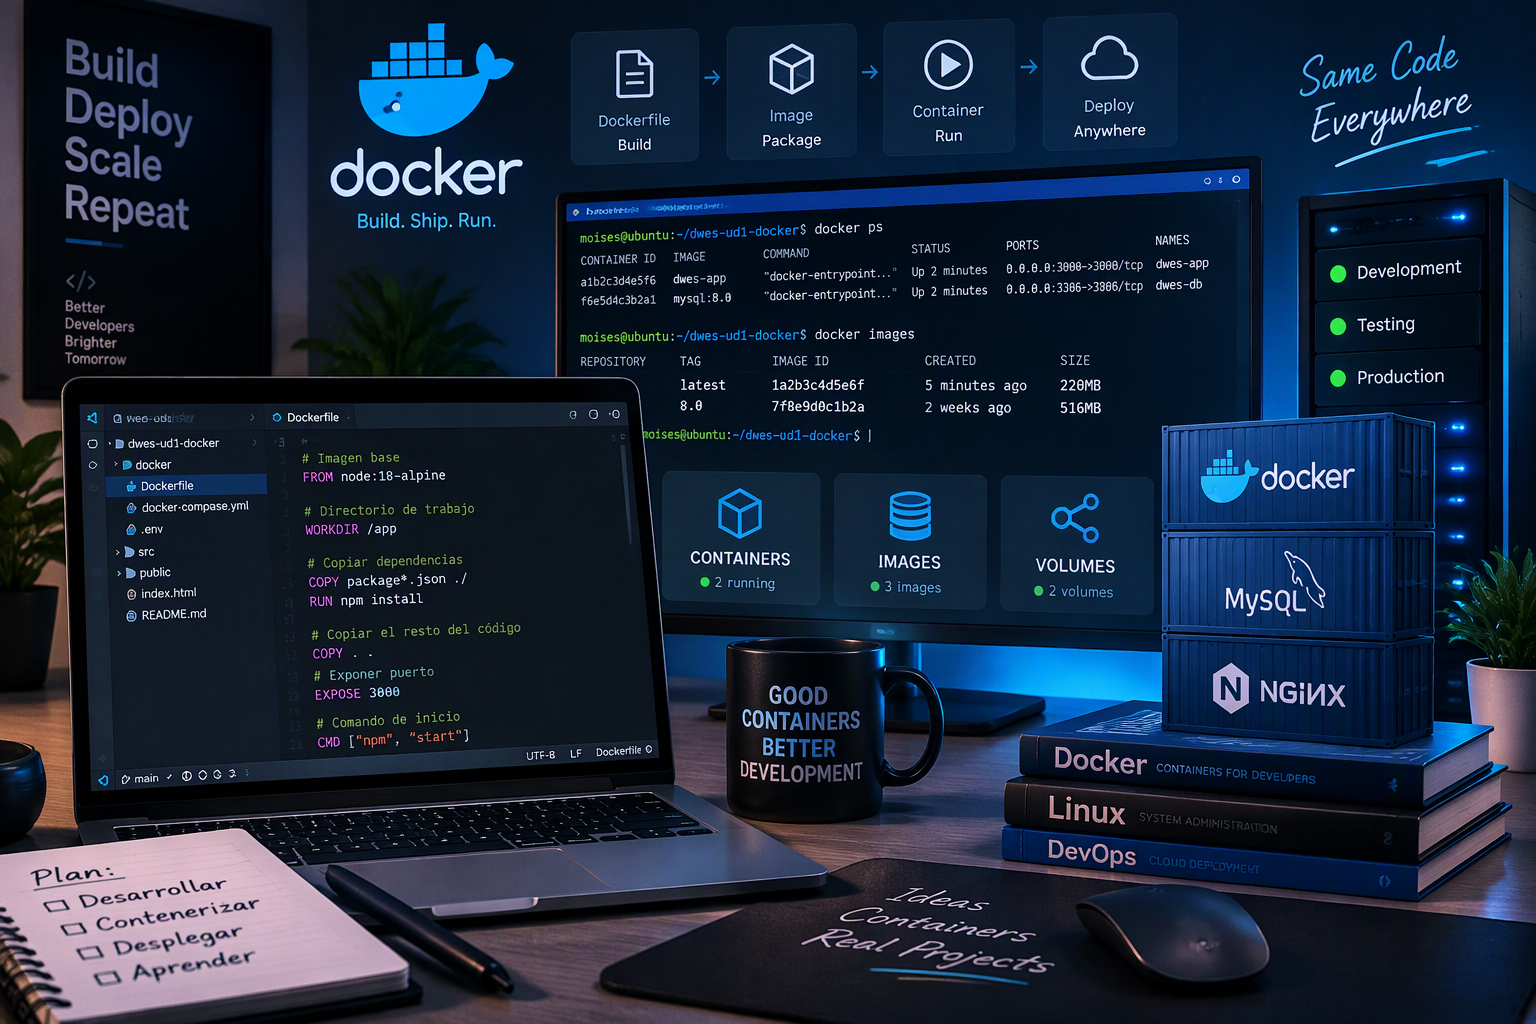 Build
Deploy
Scale
Repeat
</>
Better
Developers
Brighter
Tomorrow
docker
Build. Ship. Run.
Dockerfile
Build
Image
Package
Container
Run
Deploy
Anywhere
Same Code
Everywhere
moises@ubuntu:~/dwes-ud1-docker$ docker ps
CONTAINER ID IMAGE COMMAND STATUS PORTS NAMES
a1b2c3d4e5f6 dwes-app "docker-entrypoint..." Up 2 minutes 0.0.0.0:3000->3000/tcp dwes-app
f6e5d4c3b2a1 mysql:8.0 "docker-entrypoint..." Up 2 minutes 0.0.0.0:3306->3806/tcp dwes-db
moises@ubuntu:~/dwes-ud1-docker$ docker images
REPOSITORY TAG IMAGE ID CREATED SIZE
latest 1a2b3c4d5e6f 5 minutes ago 220MB
8.0 7f8e9d0c1b2a 2 weeks ago 516MB
moises@ubuntu:~/dwes-ud1-docker$
CONTAINERS
2 running
IMAGES
3 images
VOLUMES
2 volumes
Development
Testing
Production
Dockerfile
dwes-ud1-docker
docker
Dockerfile
docker-compase.yml
.env
src
public
index.html
README.md
# Imagen base
FROM node:18-alpine
# Directorio de trabajo
WORKDIR /app
# Copiar dependencias
COPY package*.json ./
RUN npm install
# Copiar el resto del código
COPY . .
# Exponer puerto
EXPOSE 3000
# Comando de inicio
CMD ["npm", "start"]
main
UTF-8 LF Dockerfile
docker
MySQL
NGINX
Docker CONTAINERS FOR DEVELOPERS
Linux SYSTEM ADMINISTRATION
DevOps CLOUD DEPLOYMENT
GOOD
CONTAINERS
BETTER
DEVELOPMENT
Plan:
Desarrollar
Contenerizar
Desplegar
Aprender
Ideas
Containers
Real Projects